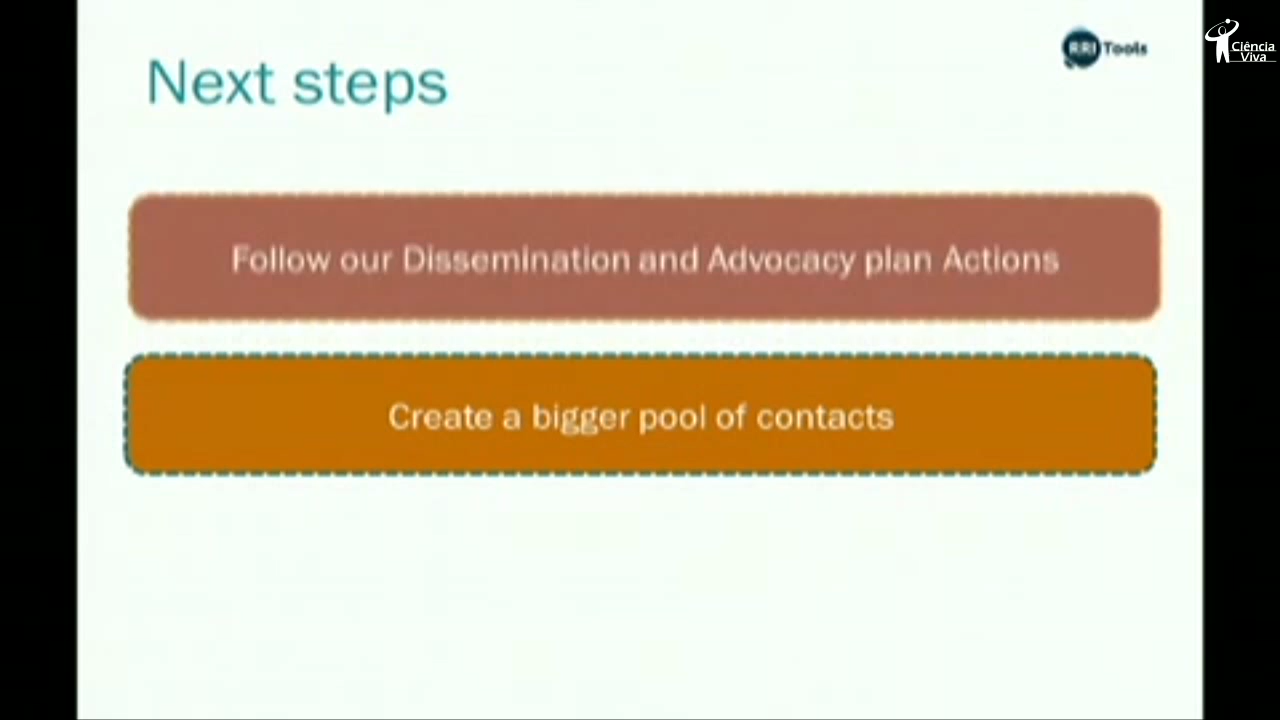 Next steps
RRI Tools
Ciência
Viva
Follow our Dissemination and Advocacy plan Actions
Create a bigger pool of contacts